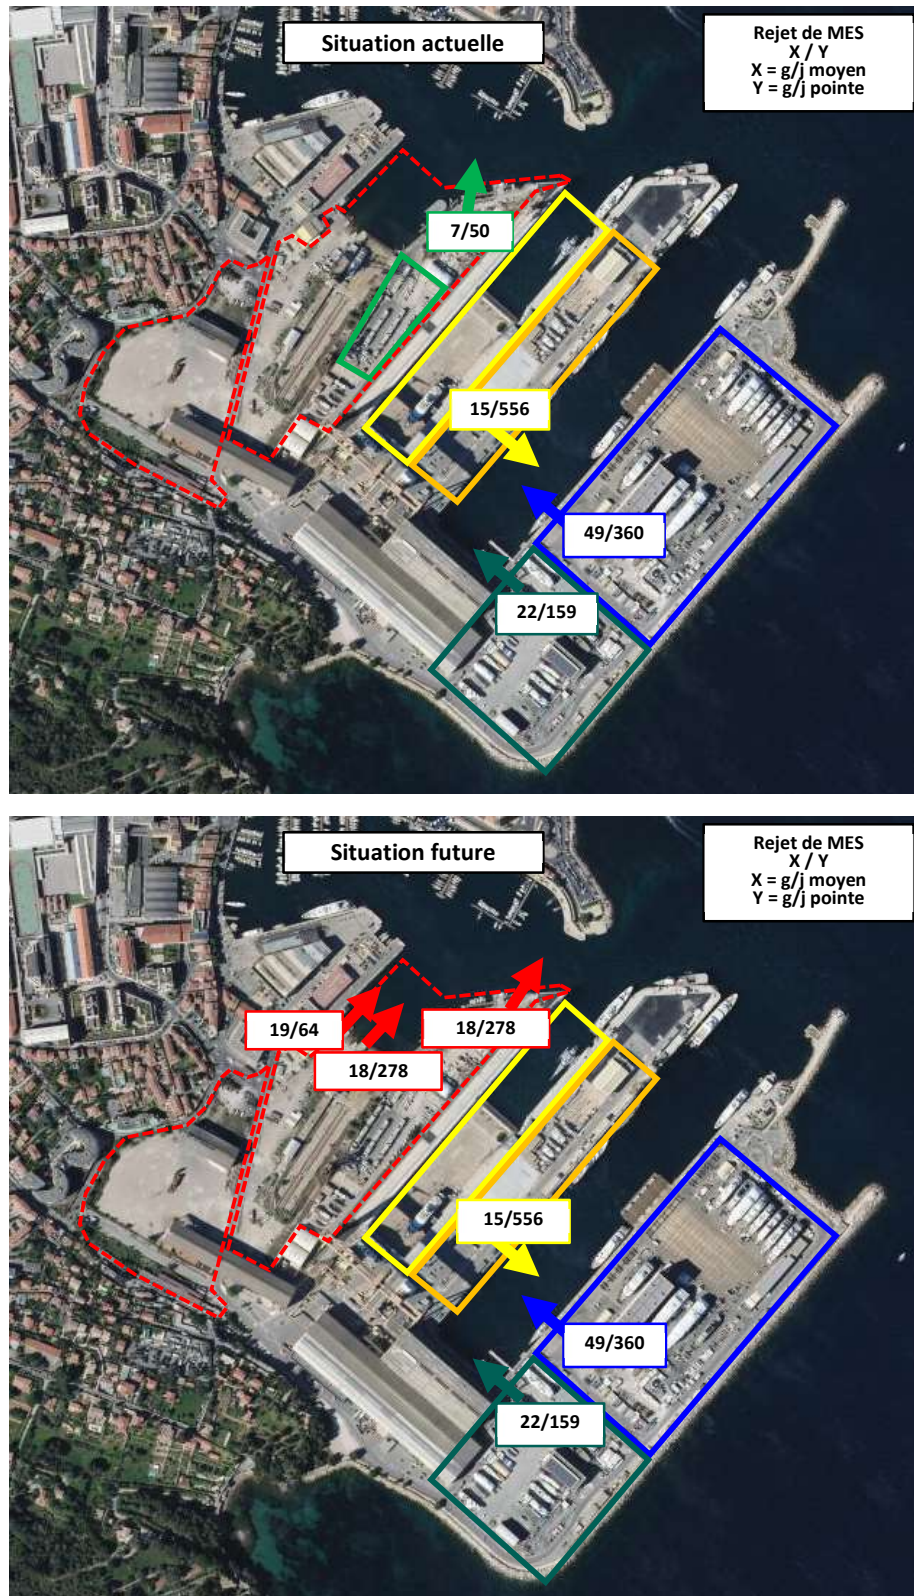 Situation actuelle
Rejet de MES
X / Y
X = g/j moyen
Y = g/j pointe
7/50
15/556
49/360
22/159
Situation future
Rejet de MES
X / Y
X = g/j moyen
Y = g/j pointe
19/64
18/278
18/278
15/556
49/360
22/159